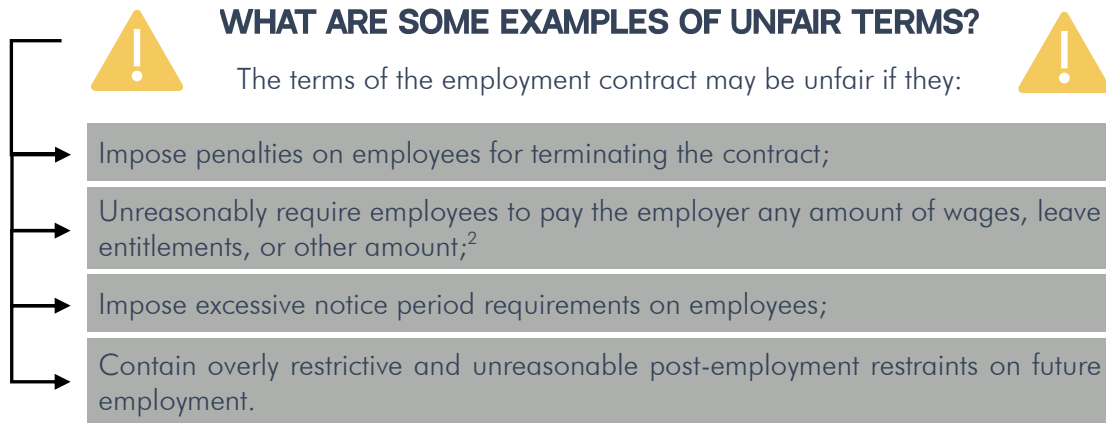 WHAT ARE SOME EXAMPLES OF UNFAIR TERMS?
The terms of the employment contract may be unfair if they:
Impose penalties on employees for terminating the contract;
Unreasonably require employees to pay the employer any amount of wages, leave
entitlements, or other amount;²
Impose excessive notice period requirements on employees;
Contain overly restrictive and unreasonable post-employment restraints on future
employment.